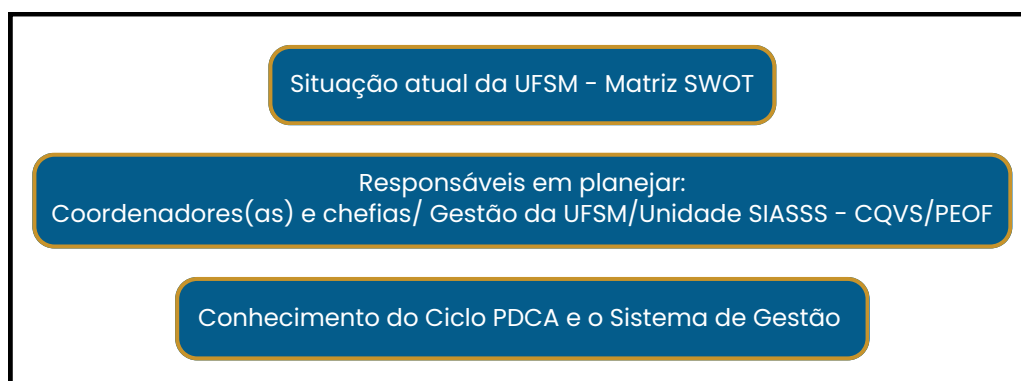 Situação atual da UFSM - Matriz SWOT
Responsáveis em planejar:
Coordenadores(as) e chefias/ Gestão da UFSM/Unidade SIASSS - CQVS/PEOF
Conhecimento do Ciclo PDCA e o Sistema de Gestão